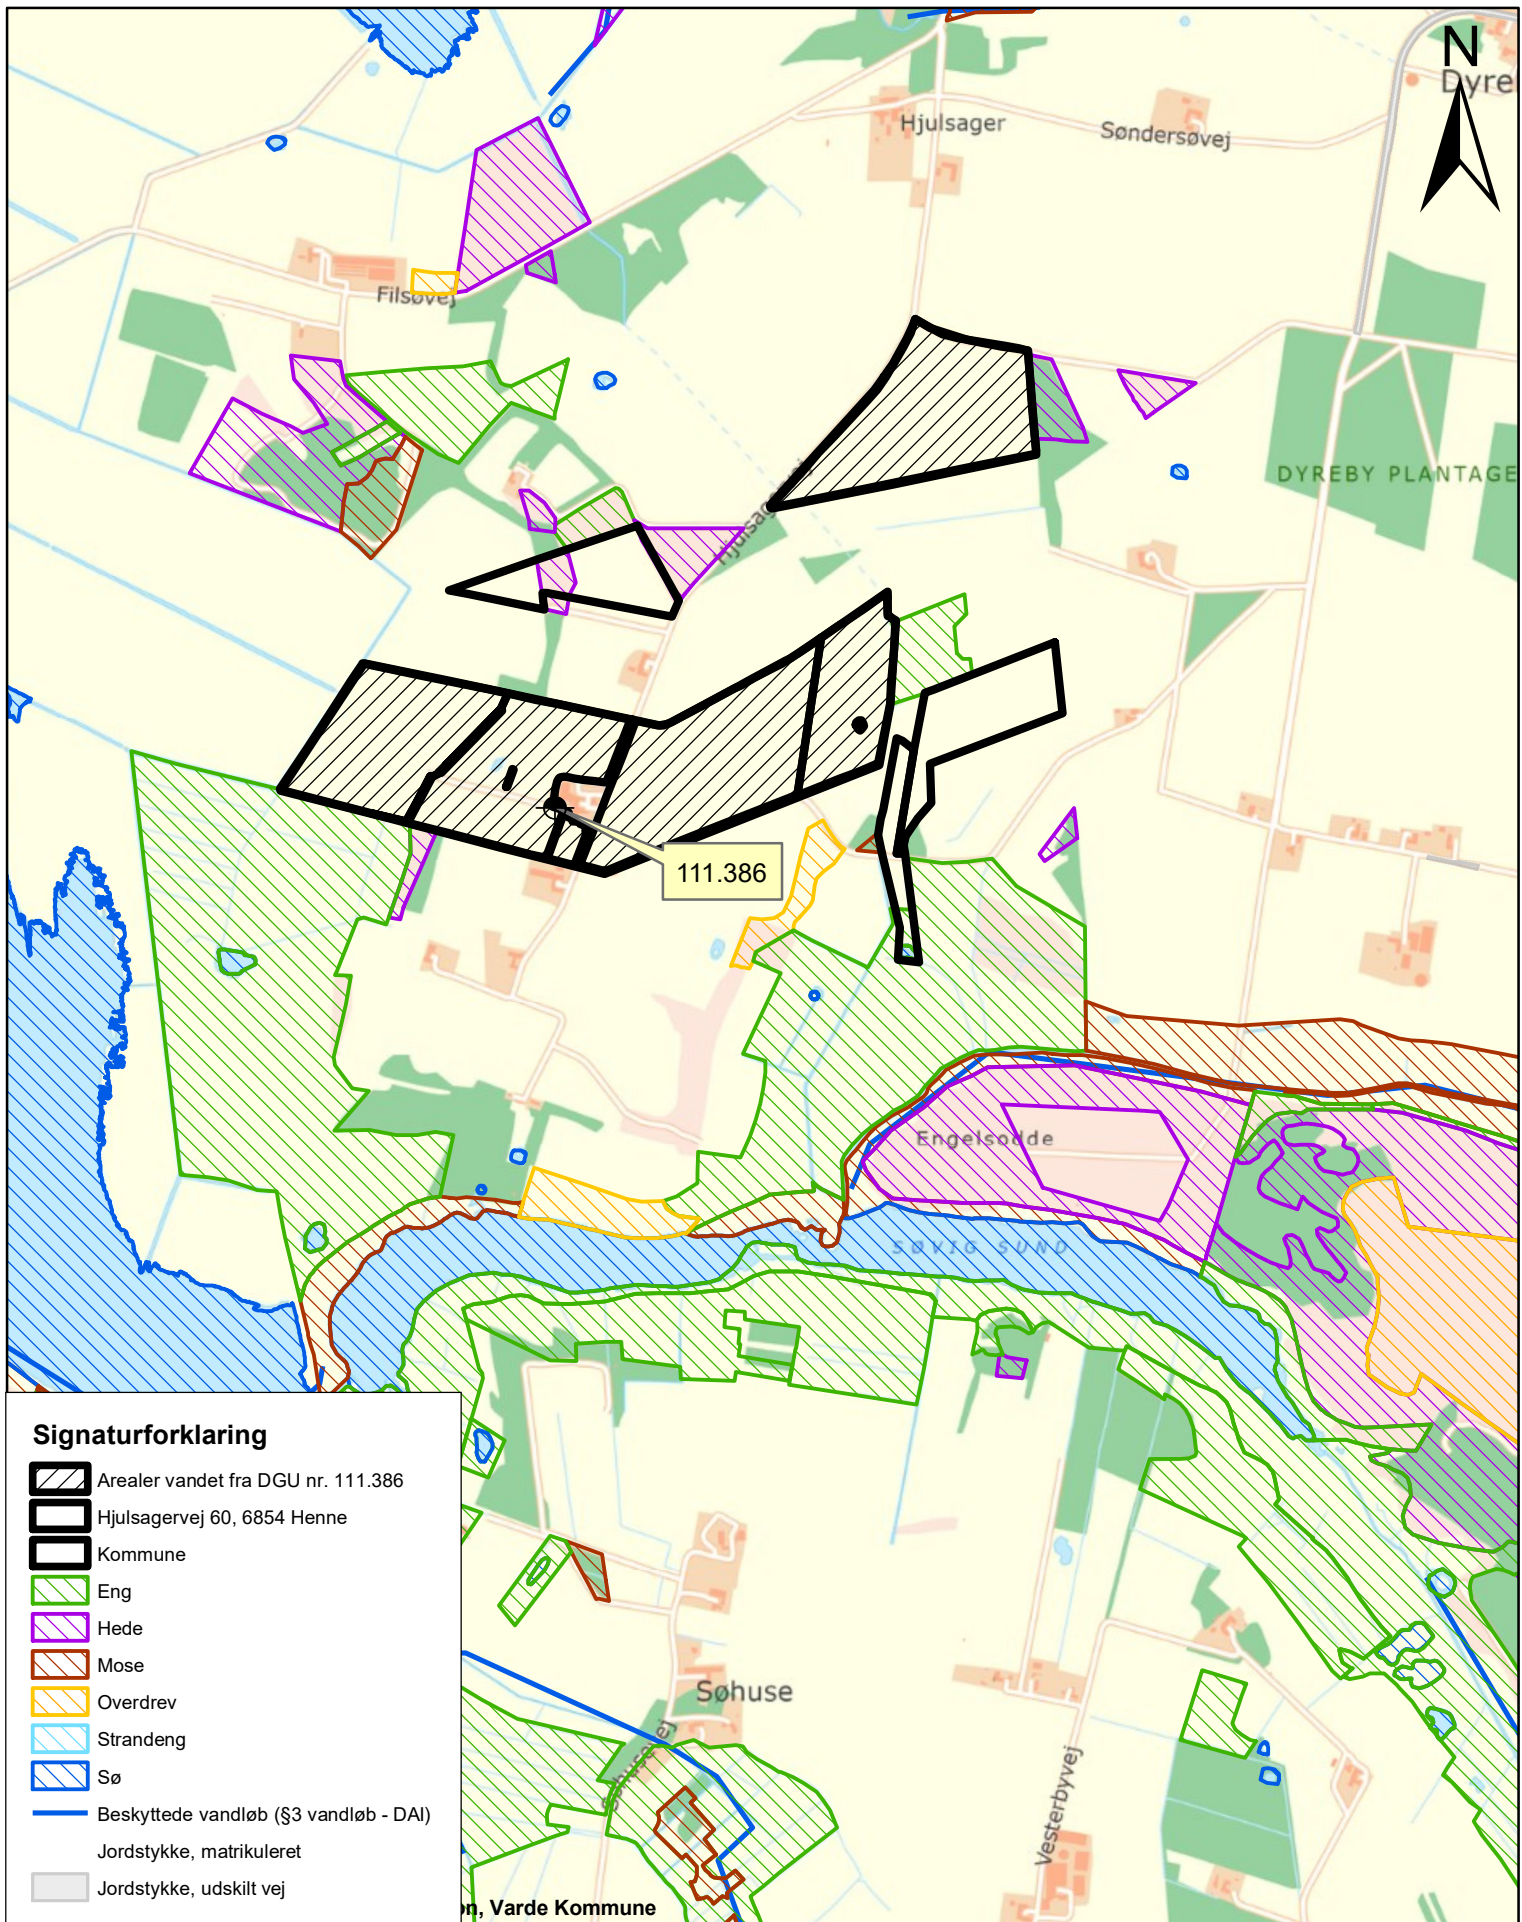 N
Dyre
Hjulsager
Søndersøvej
Filsøvej
DYREBY PLANTAGE
Hjulsagervej
111.386
Engelsodde
SØVIG SUND
Signaturforklaring
Arealer vandet fra DGU nr. 111.386
Hjulsagervej 60, 6854 Henne
Kommune
Eng
Hede
Mose
Overdrev
Strandeng
Sø
Beskyttede vandløb (§3 vandløb - DAI)
Jordstykke, matrikuleret
Jordstykke, udskilt vej
Søhuse
Søhusevej
Vesterbyvej
on, Varde Kommune